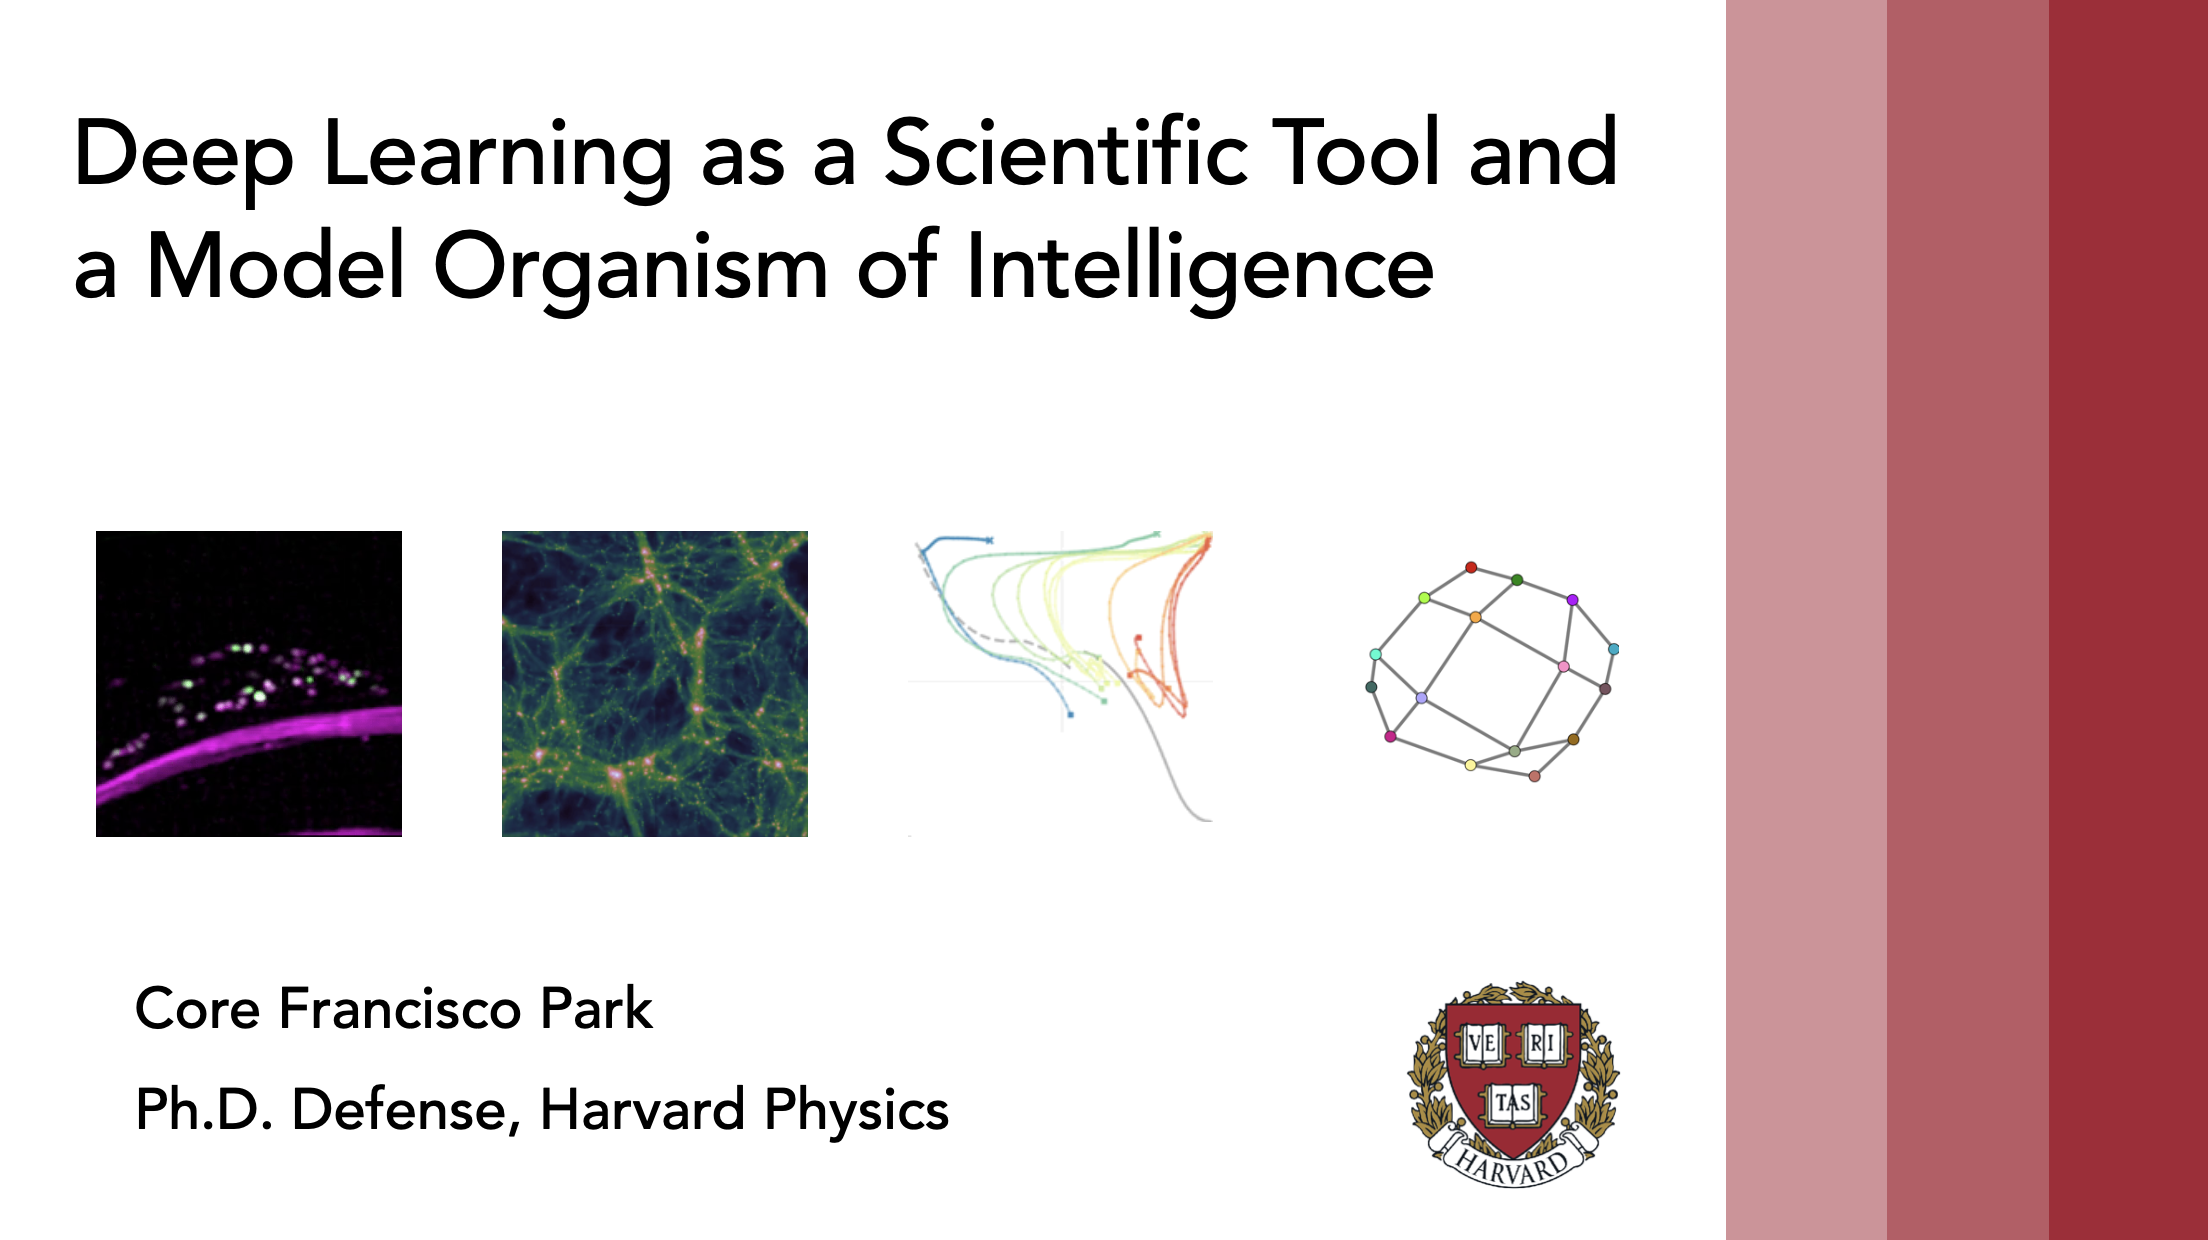 Deep Learning as a Scientific Tool and
a Model Organism of Intelligence
Core Francisco Park
Ph.D. Defense, Harvard Physics
VE RI
TAS
HARVARD